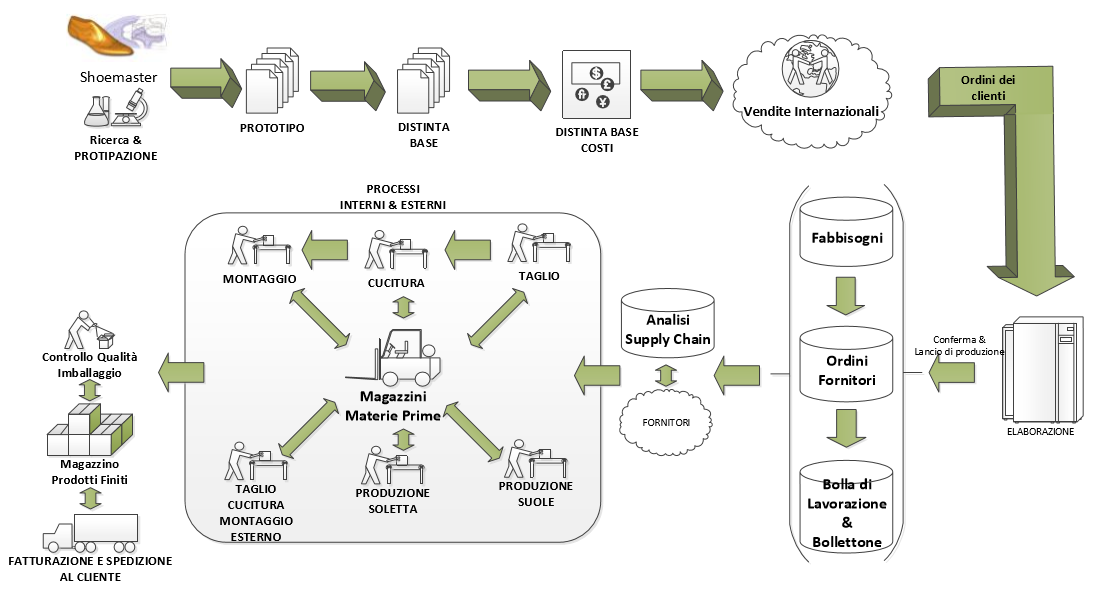 Shoemaster
Ricerca &
PROTIPAZIONE
PROTOTIPO
DISTINTA
BASE
DISTINTA BASE
COSTI
Vendite Internazionali
Ordini dei
clienti
PROCESSI
INTERNI & ESTERNI
MONTAGGIO
CUCITURA
TAGLIO
Magazzini
Materie Prime
TAGLIO
CUCITURA
MONTAGGIO
ESTERNO
PRODUZIONE
SOLETTA
PRODUZIONE
SUOLE
Analisi
Supply Chain
FORNITORI
Fabbisogni
Ordini
Fornitori
Bolla di
Lavorazione
&
Bollettone
Conferma &
Lancio di produzione
ELABORAZIONE
Controllo Qualità
Imballaggio
Magazzino
Prodotti Finiti
FATTURAZIONE E SPEDIZIONE
AL CLIENTE